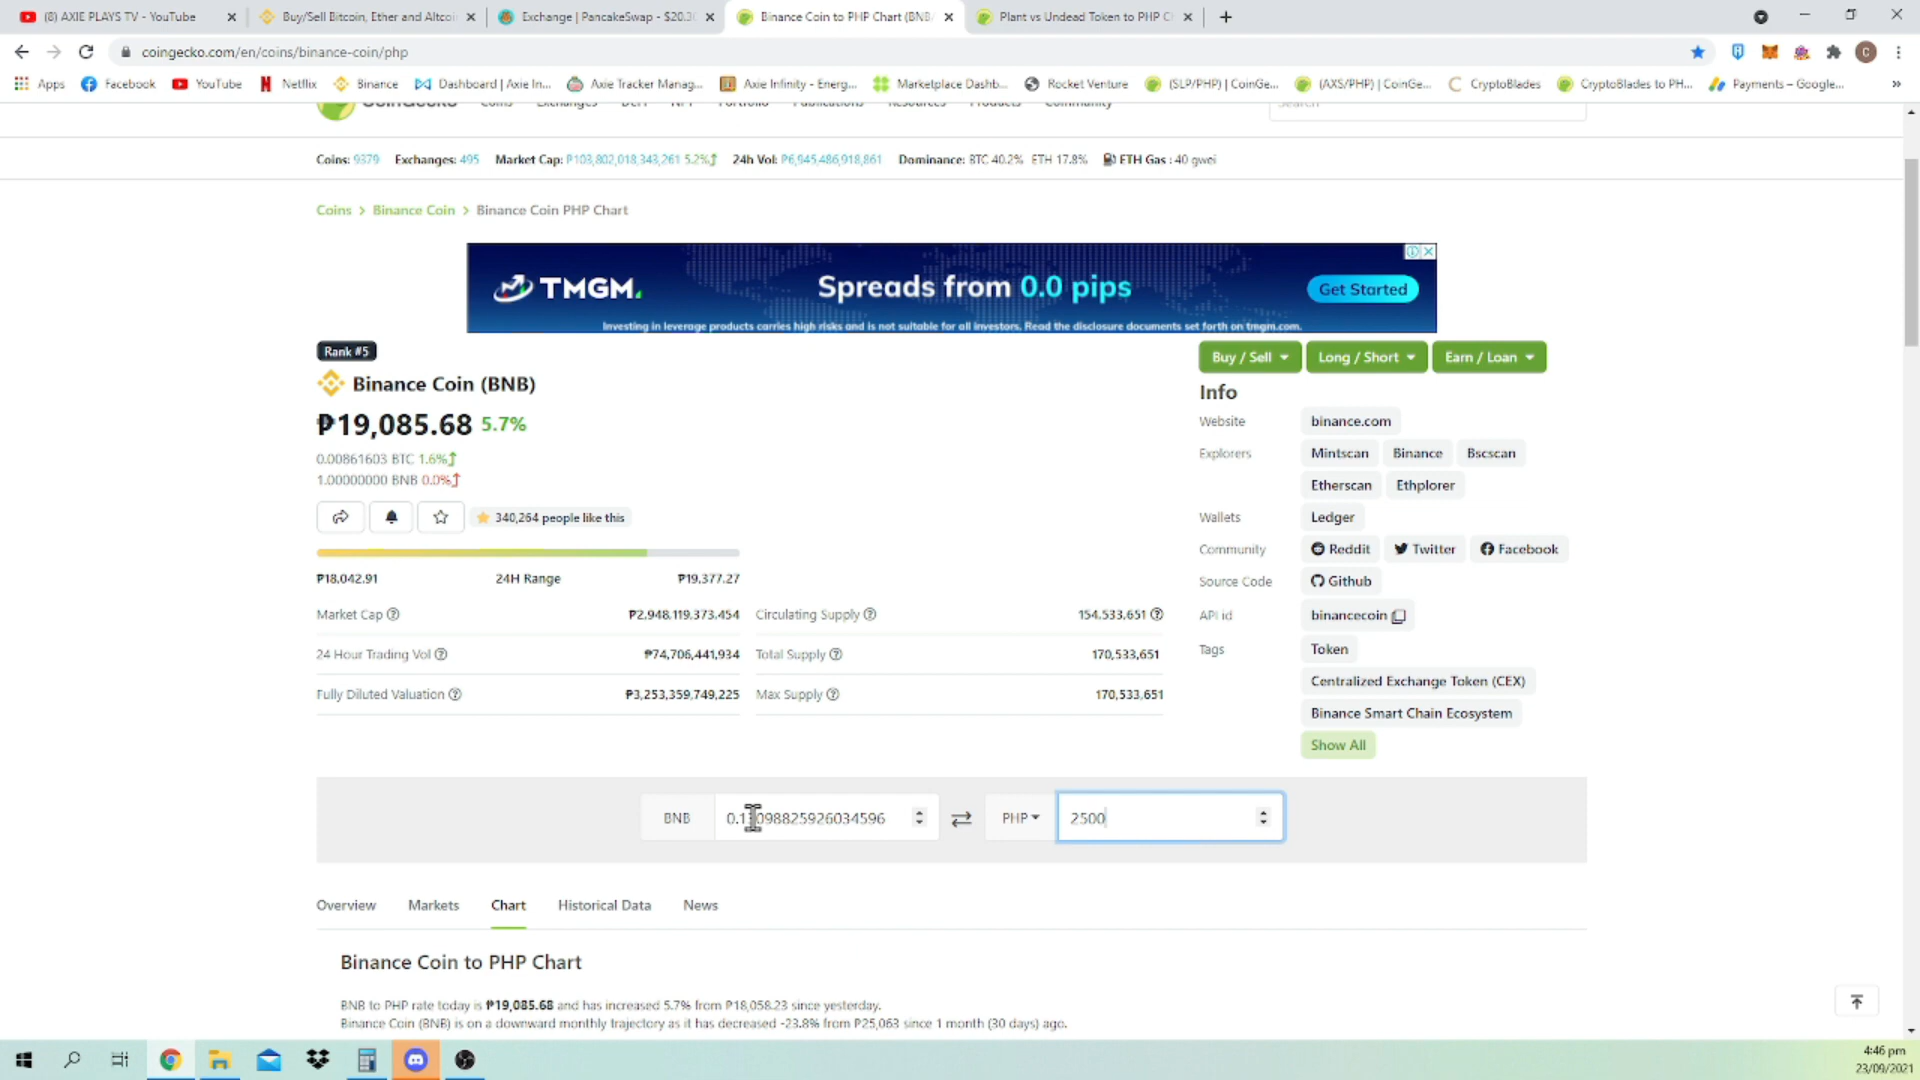 (8) AXIE PLAYS TV - YouTube
Buy/Sell Bitcoin, Ether and Altcoi
Exchange | PancakeSwap - $20.3
Binance Coin to PHP Chart (BNB/
Plant vs Undead Token to PHP C
coingecko.com/en/coins/binance-coin/php
C
Apps
Facebook
YouTube
Netflix
Binance
Dashboard | Axie In...
Axie Tracker Manag...
Axie Infinity - Energ...
Marketplace Dashb...
Rocket Venture
(SLP/PHP) | CoinGe...
(AXS/PHP) | CoinGe...
CryptoBlades
CryptoBlades to PH...
Payments – Google...
»
CoinGecko Coins Exchanges DeFi NFT Portfolio Publications Resources Products Community
Search
Coins: 9379 Exchanges: 495 Market Cap: ₱103,802,018,343,261 5.2% 24h Vol: ₱6,945,486,918,861 Dominance: BTC 40.2% ETH 17.8% ETH Gas : 40 gwei
Coins > Binance Coin > Binance Coin PHP Chart
TMGM.
Spreads from 0.0 pips
Get Started
Investing in leverage products carries high risks and is not suitable for all investors. Read the disclosure documents set forth on tmgm.com.
Rank #5
Binance Coin (BNB)
₱19,085.68 5.7%
0.00861603 BTC 1.6%
1.00000000 BNB 0.0%
340,264 people like this
₱18,042.91 24H Range ₱19,377.27
Market Cap ₱2,948,119,373,454
24 Hour Trading Vol ₱74,706,441,934
Fully Diluted Valuation ₱3,253,359,749,225
Circulating Supply 154,533,651
Total Supply 170,533,651
Max Supply 170,533,651
Buy / Sell
Long / Short
Earn / Loan
Info
Website binance.com
Explorers Mintscan Binance Bscscan
Etherscan Ethplorer
Wallets Ledger
Community Reddit Twitter Facebook
Source Code Github
API id binancecoin
Tags Token
Centralized Exchange Token (CEX)
Binance Smart Chain Ecosystem
Show All
BNB 0.13098825926034596
PHP 2500
Overview
Markets
Chart
Historical Data
News
Binance Coin to PHP Chart
BNB to PHP rate today is ₱19,085.68 and has increased 5.7% from ₱18,058.23 since yesterday.
Binance Coin (BNB) is on a downward monthly trajectory as it has decreased -23.8% from ₱25,063 since 1 month (30 days) ago.
4:46 pm
23/09/2021